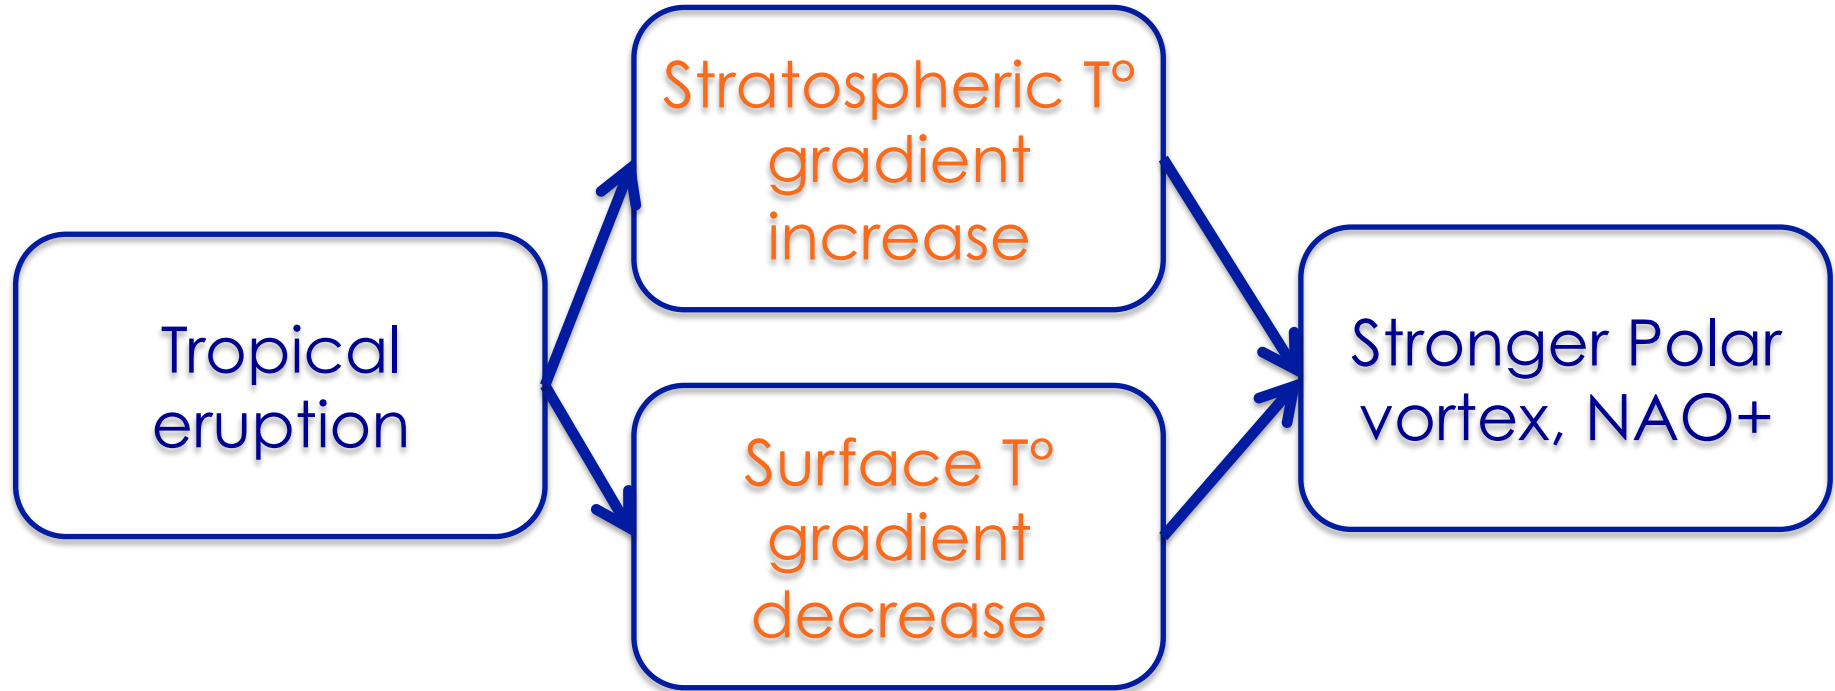 Tropical
eruption
Stratospheric T°
gradient
increase
Surface T°
gradient
decrease
Stronger Polar
vortex, NAO+